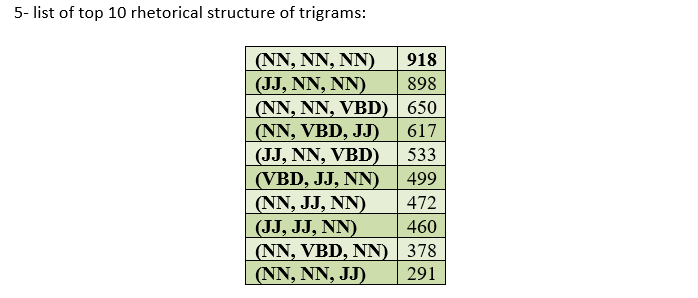 5- list of top 10 rhetorical structure of trigrams:
(NN, NN, NN) 918
(JJ, NN, NN) 898
(NN, NN, VBD) 650
(NN, VBD, JJ) 617
(JJ, NN, VBD) 533
(VBD, JJ, NN) 499
(NN, JJ, NN) 472
(JJ, JJ, NN) 460
(NN, VBD, NN) 378
(NN, NN, JJ) 291